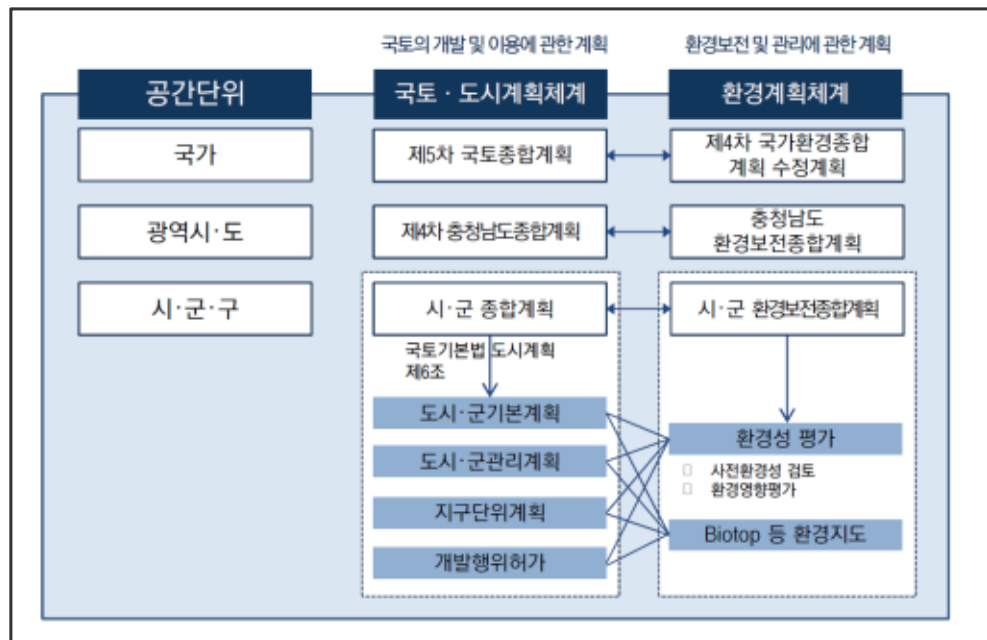 국토의 개발 및 이용에 관한 계획
환경보전 및 관리에 관한 계획
공간단위
국토·도시계획체계
환경계획체계
국가
제5차 국토종합계획
제4차 국가환경종합
계획 수정계획
광역시·도
제4차 충청남도종합계획
충청남도
환경보전종합계획
시·군·구
시·군 종합계획
시·군 환경보전종합계획
국토기본법 도시계획
제6조
도시·군기본계획
도시·군관리계획
지구단위계획
개발행위허가
환경성 평가
사전환경성 검토
환경영향평가
Biotop 등 환경지도